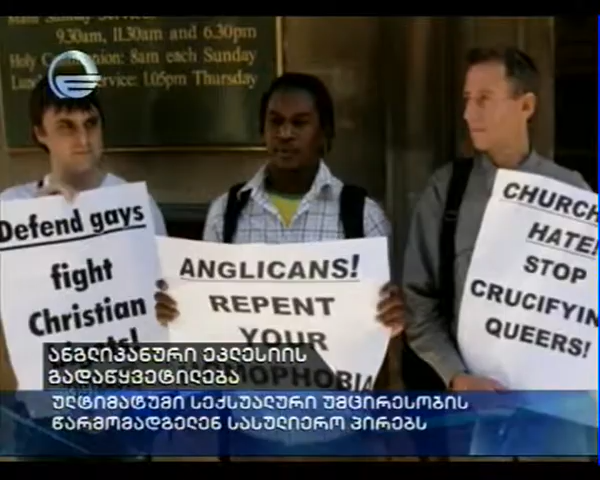 Main Sunday Services
9.30am, 11.30am and 6.30pm
Holy Communion: 8am each Sunday
Service: 1.05pm Thursday
Defend gays
fight
Christian
ANGLICANS!
REPENT
YOUR
HOMOPHOBIA
CHURCH
HATE!
STOP
CRUCIFYIN
QUEERS!
ანგლიკანური ეკლესიის
გადაწყვეტილება
ულტიმატუმი სექსუალური უმცირესობის
წარმომადგენელ სასულიერო პირებს